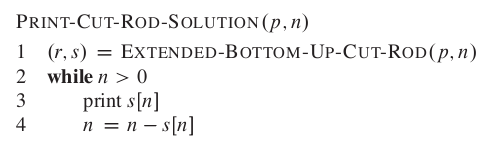 PRINT-CUT-ROD-SOLUTION(p, n)
1 (r, s) = EXTENDED-BOTTOM-UP-CUT-ROD(p, n)
2 while n > 0
3 print s[n]
4 n = n − s[n]